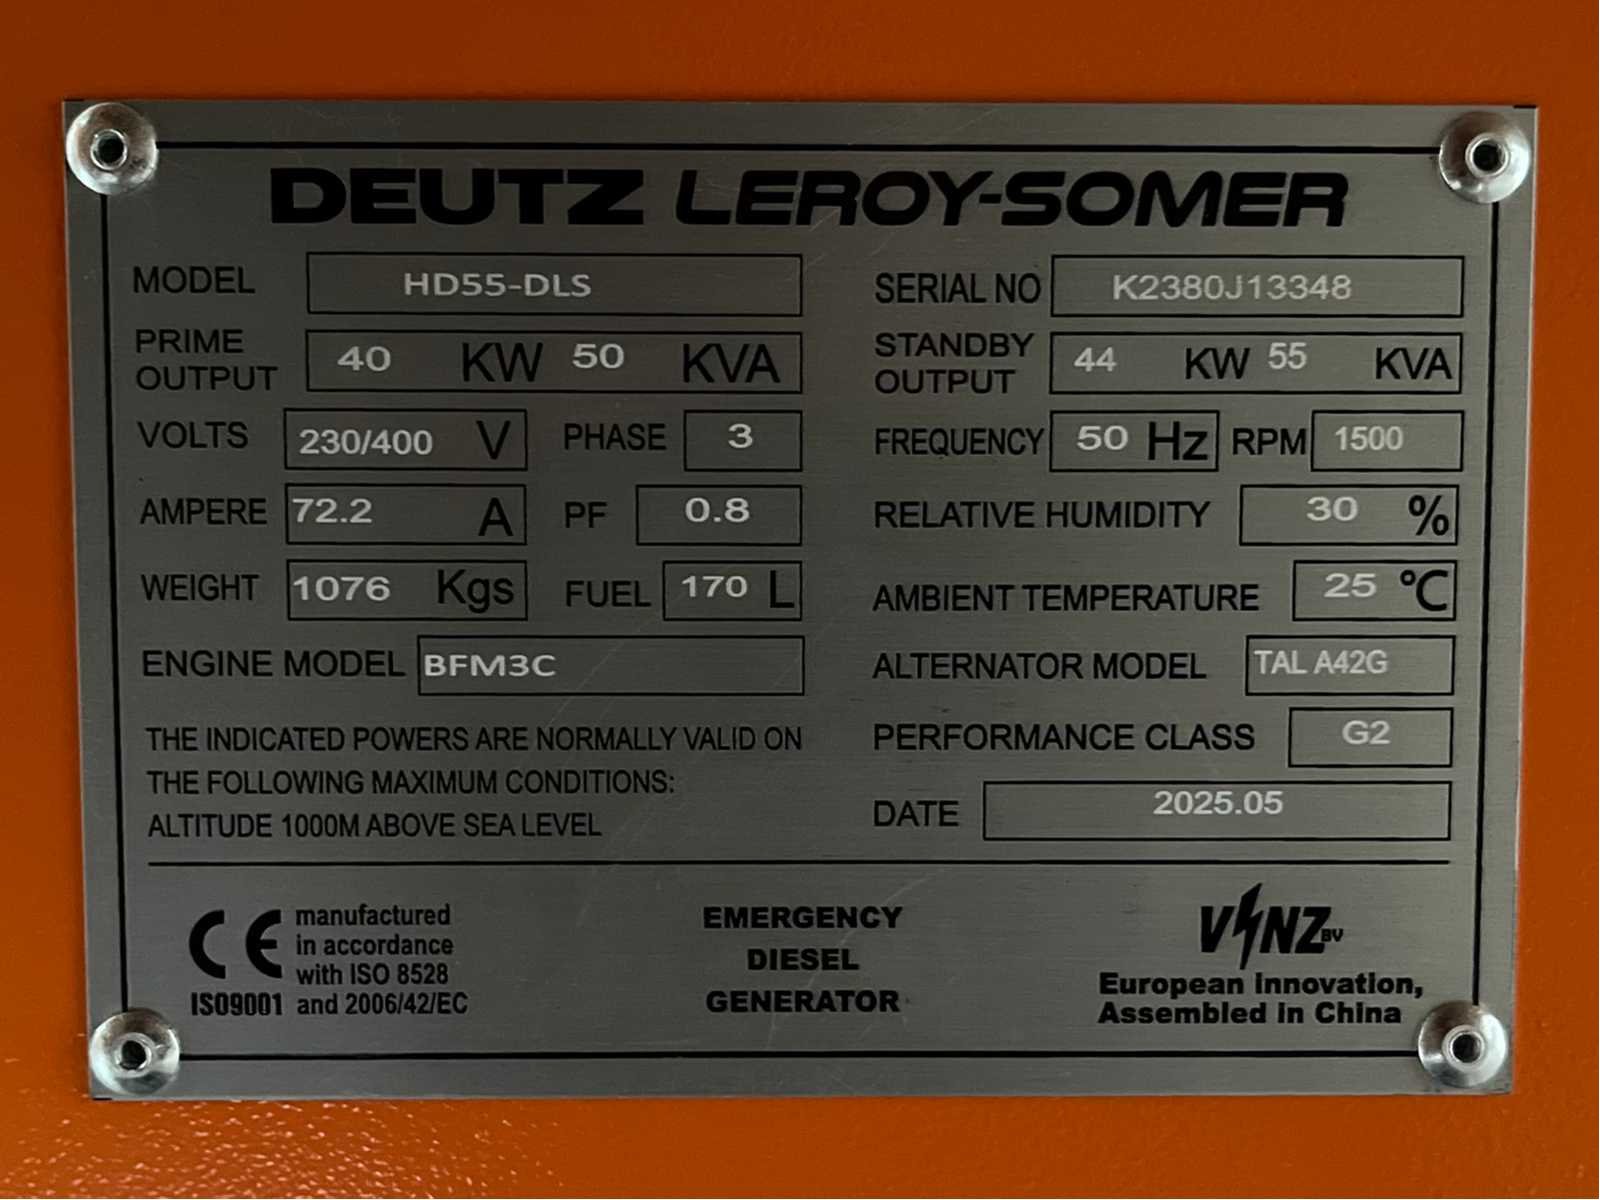 DEUTZ LEROY-SOMER
MODEL HD55-DLS SERIAL NO K2380J13348
PRIME OUTPUT 40 KW 50 KVA STANDBY OUTPUT 44 KW 55 KVA
VOLTS 230/400 V PHASE 3 FREQUENCY 50 Hz RPM 1500
AMPERE 72.2 A PF 0.8 RELATIVE HUMIDITY 30 %
WEIGHT 1076 Kgs FUEL 170 L AMBIENT TEMPERATURE 25 °C
ENGINE MODEL BFM3C ALTERNATOR MODEL TAL A42G
THE INDICATED POWERS ARE NORMALLY VALID ON
THE FOLLOWING MAXIMUM CONDITIONS:
ALTITUDE 1000M ABOVE SEA LEVEL
PERFORMANCE CLASS G2
DATE 2025.05
CE manufactured
in accordance
with ISO 8528
ISO9001 and 2006/42/EC
EMERGENCY
DIESEL
GENERATOR
VINZ BV
European Innovation,
Assembled in China